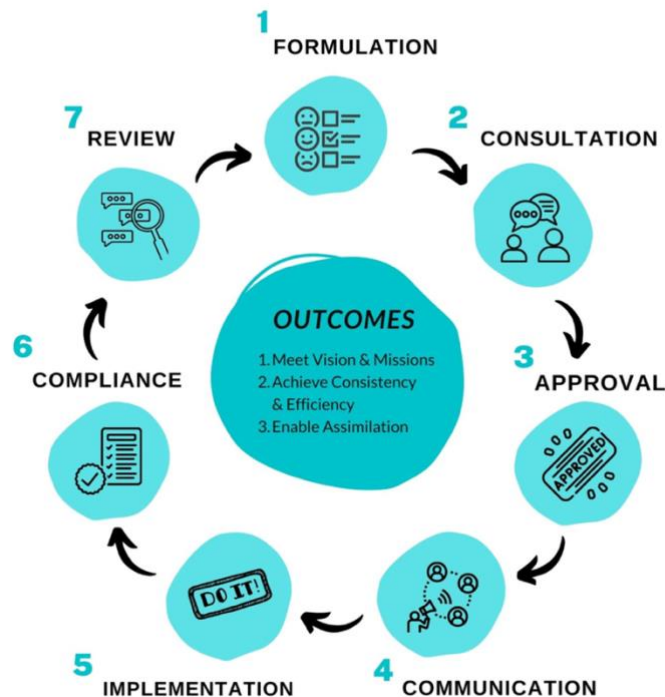 1
FORMULATION
2
CONSULTATION
3
APPROVAL
APPROVED
4
COMMUNICATION
5
IMPLEMENTATION
DO IT!
6
COMPLIANCE
7
REVIEW
OUTCOMES
1. Meet Vision & Missions
2. Achieve Consistency
& Efficiency
3. Enable Assimilation